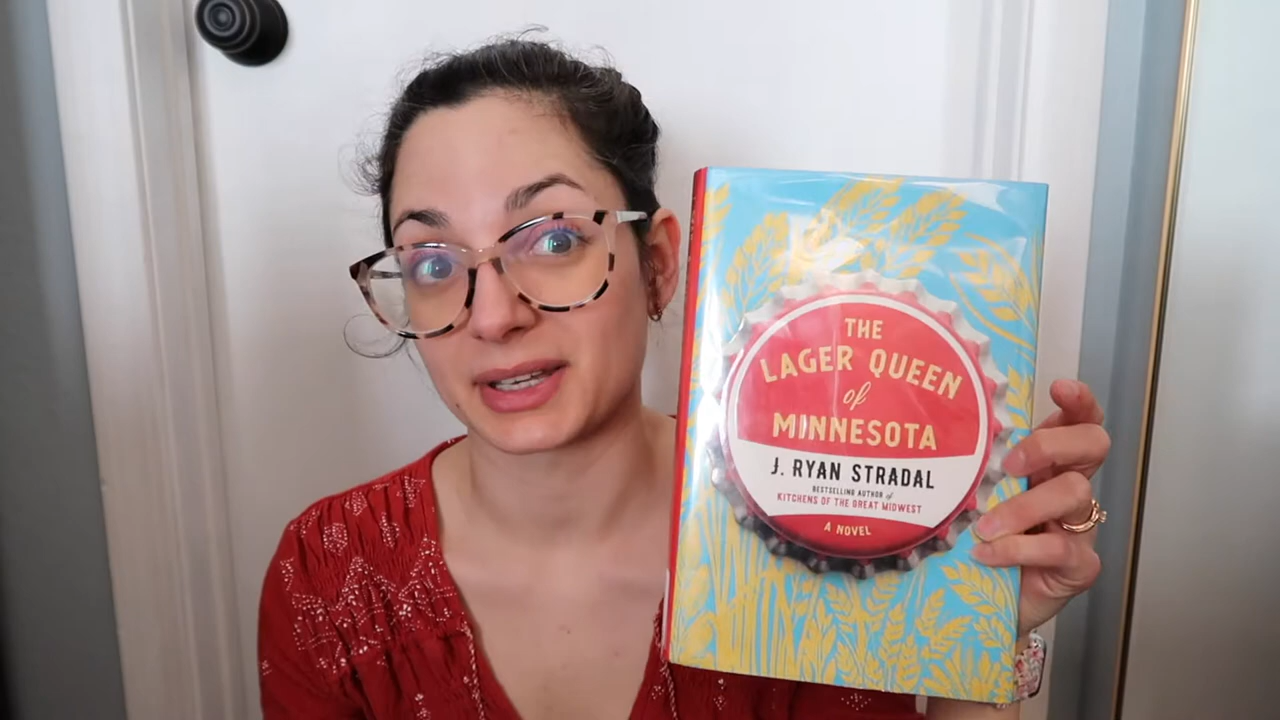 THE
LAGER QUEEN
of
MINNESOTA
J. RYAN STRADAL
BESTSELLING AUTHOR of
KITCHENS OF THE GREAT MIDWEST
A NOVEL